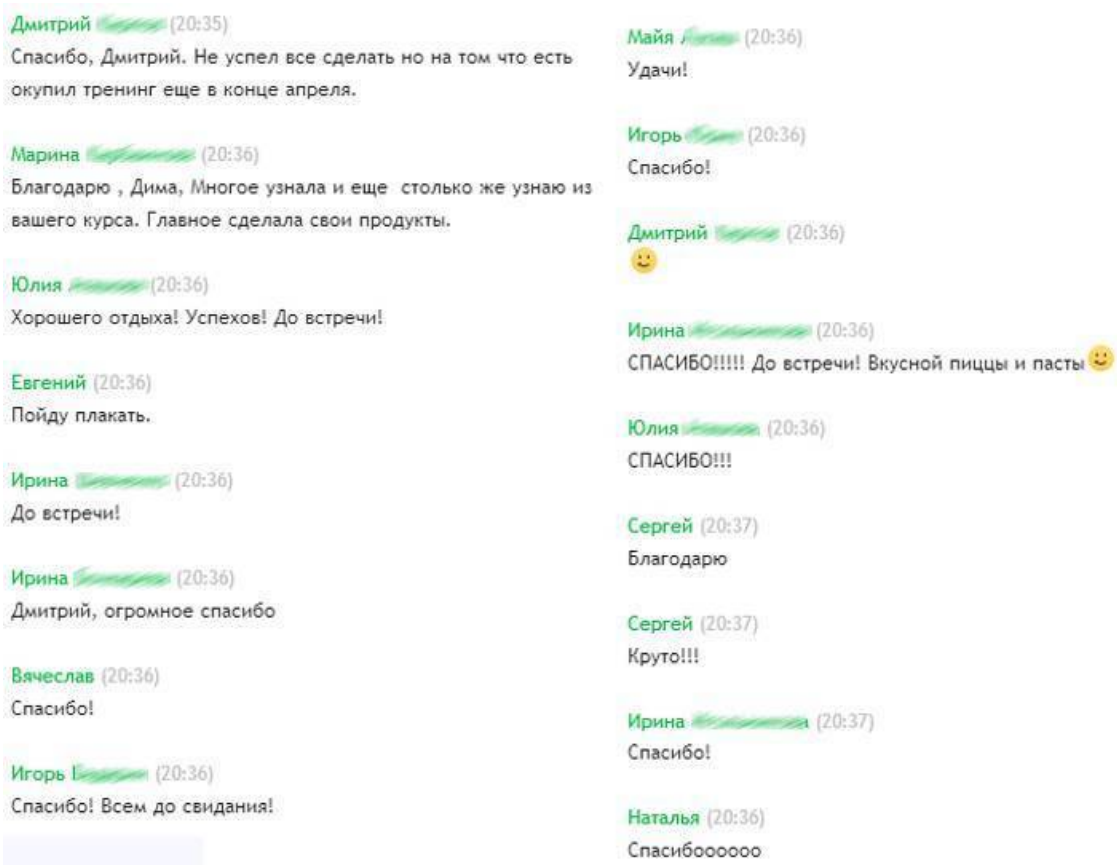 Дмитрий (20:35)
Спасибо, Дмитрий. Не успел все сделать но на том что есть
окупил тренинг еще в конце апреля.
Марина (20:36)
Благодарю , Дима, Многое узнала и еще столько же узнаю из
вашего курса. Главное сделала свои продукты.
Юлия (20:36)
Хорошего отдыха! Успехов! До встречи!
Евгений (20:36)
Пойду плакать.
Ирина (20:36)
До встречи!
Ирина (20:36)
Дмитрий, огромное спасибо
Вячеслав (20:36)
Спасибо!
Игорь (20:36)
Спасибо! Всем до свидания!
Майя (20:36)
Удачи!
Игорь (20:36)
Спасибо!
Дмитрий (20:36)
Ирина (20:36)
СПАСИБО!!!!! До встречи! Вкусной пиццы и пасты
Юлия (20:36)
СПАСИБО!!!
Сергей (20:37)
Благодарю
Сергей (20:37)
Круто!!!
Ирина (20:37)
Спасибо!
Наталья (20:36)
Спасибоооооо